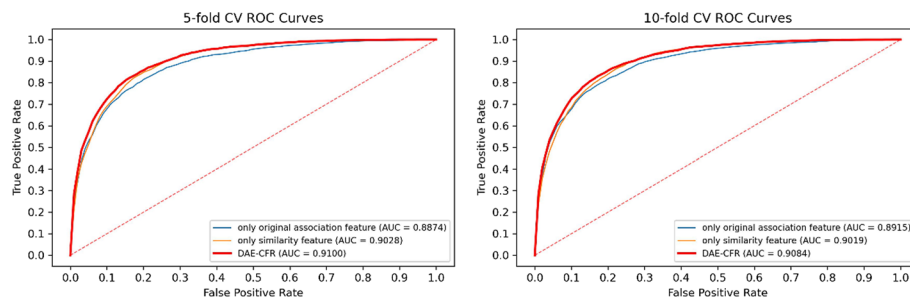 5-fold CV ROC Curves
1.0
0.9
0.8
0.7
0.6
0.5
0.4
0.3
0.2
0.1
0.0
True Positive Rate
only original association feature (AUC = 0.8874)
only similarity feature (AUC = 0.9028)
DAE-CFR (AUC = 0.9100)
0.0 0.1 0.2 0.3 0.4 0.5 0.6 0.7 0.8 0.9 1.0
False Positive Rate
10-fold CV ROC Curves
1.0
0.9
0.8
0.7
0.6
0.5
0.4
0.3
0.2
0.1
0.0
True Positive Rate
only original association feature (AUC = 0.8915)
only similarity feature (AUC = 0.9019)
DAE-CFR (AUC = 0.9084)
0.0 0.1 0.2 0.3 0.4 0.5 0.6 0.7 0.8 0.9 1.0
False Positive Rate